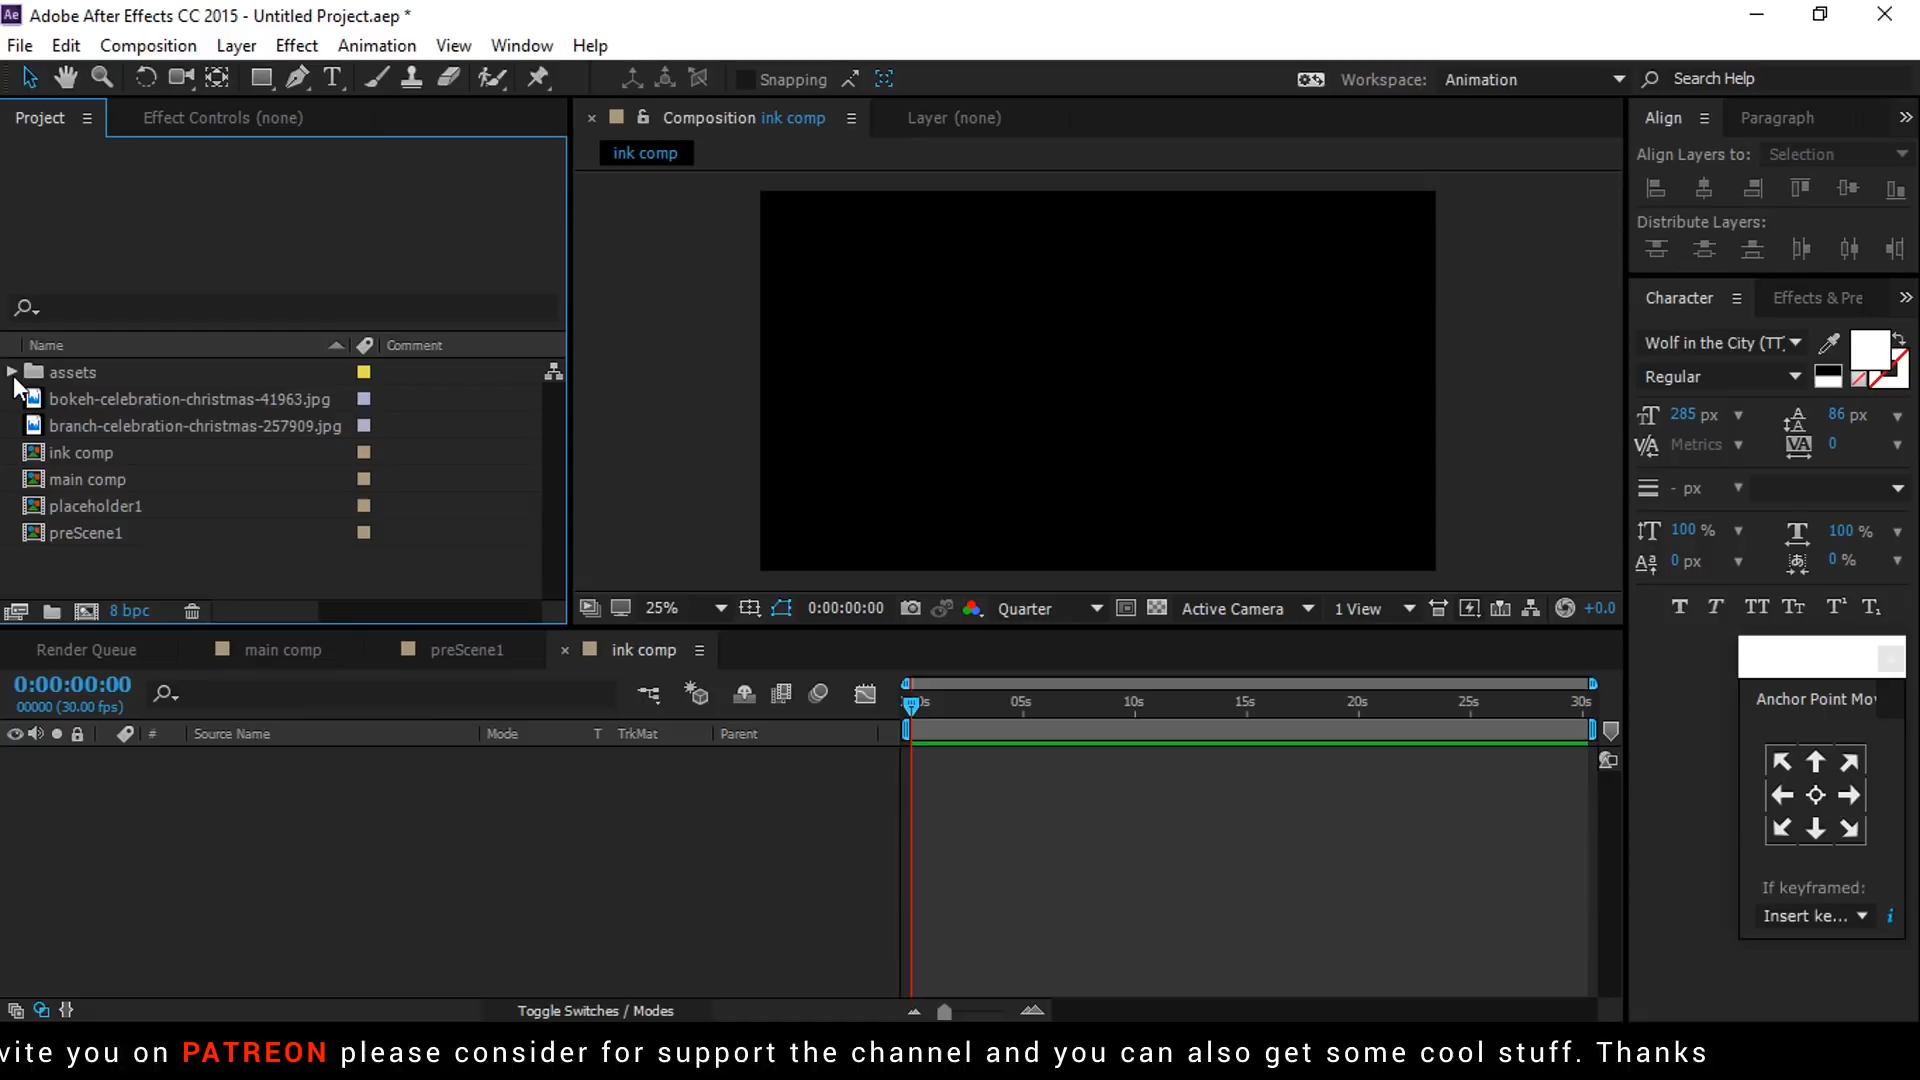 Ae Adobe After Effects CC 2015 - Untitled Project.aep *
File Edit Composition Layer Effect Animation View Window Help
T Snapping Workspace: Animation Search Help
Project Effect Controls (none) Composition ink comp Layer (none) Align Paragraph
ink comp
Align Layers to: Selection
Distribute Layers:
Name Comment
assets
bokeh-celebration-christmas-41963.jpg
branch-celebration-christmas-257909.jpg
ink comp
main comp
placeholder1
preScene1
8 bpc
25% 0:00:00:00 Quarter Active Camera 1 View +0.0
Character Effects & Pre
Wolf in the City (TT
Regular
285 px 86 px
Metrics 0
- px
100 % 100 %
0 px 0 %
T T TT Tt T¹ T₁
Render Queue main comp preScene1 ink comp
0:00:00:00
00000 (30.00 fps)
0s 05s 10s 15s 20s 25s 30s
# Source Name Mode T TrkMat Parent
Anchor Point Mo
If keyframed:
Insert ke...
Toggle Switches / Modes
vite you on PATREON please consider for support the channel and you can also get some cool stuff. Thanks